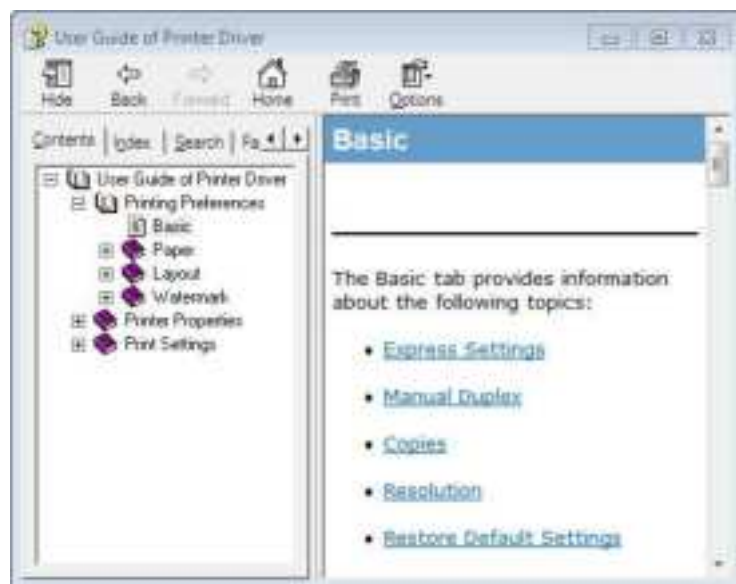 User Guide of Printer Driver
Hide Back Forward Home Print Options
Contents Index Search Fa
User Guide of Printer Driver
Printing Preferences
Basic
Paper
Layout
Watermark
Printer Properties
Print Settings
Basic
The Basic tab provides information
about the following topics:
• Express Settings
• Manual Duplex
• Copies
• Resolution
• Restore Default Settings